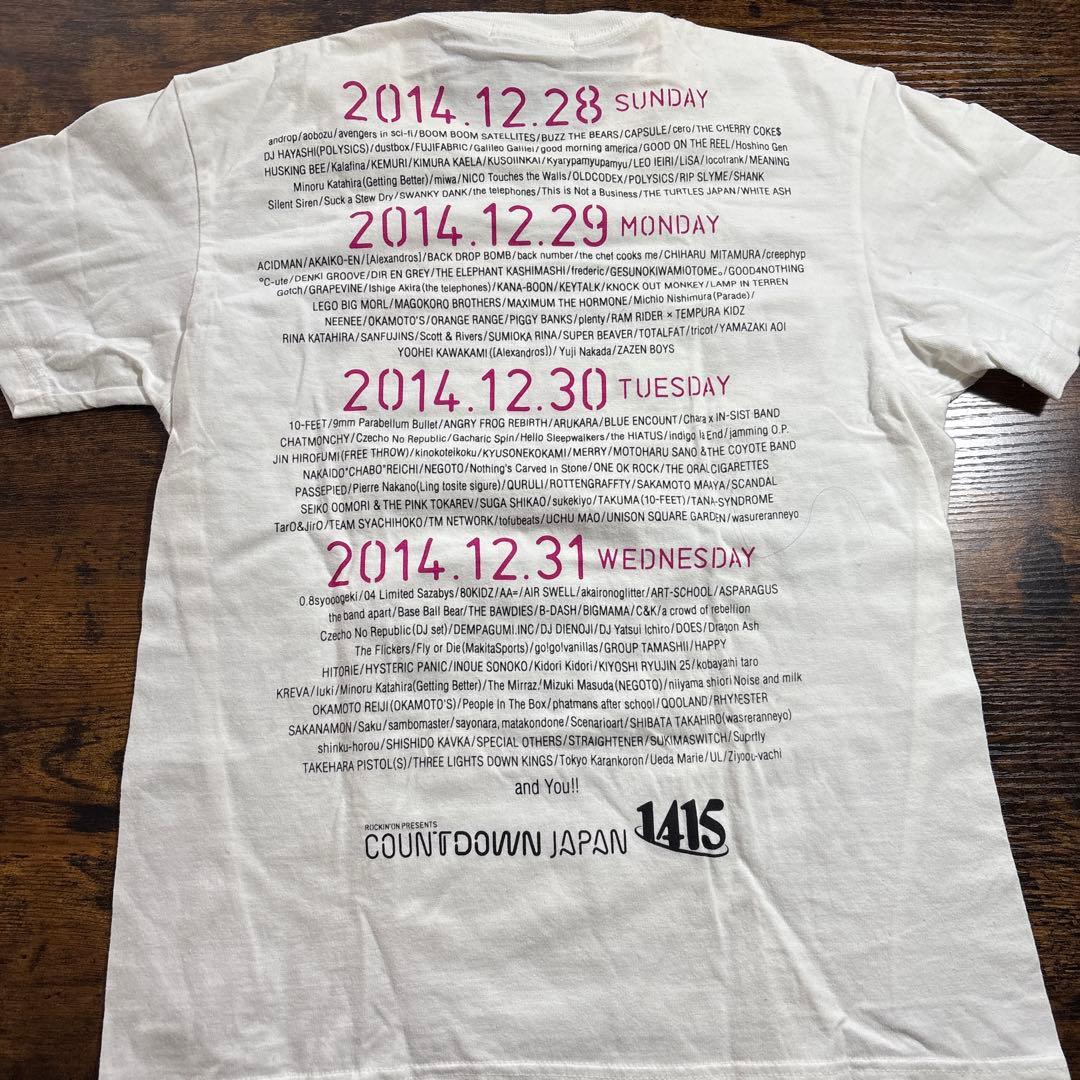 2014.12.28 SUNDAY
androp/aobozu/avengers in sci-fi/BOOM BOOM SATELLITES/BUZZ THE BEARS/CAPSULE/cero/THE CHERRY COKE$
DJ HAYASHI(POLYSICS)/dustbox/FUJIFABRIC/Galileo Galilei/good morning america/GOOD ON THE REEL/Hoshino Gen
HUSKING BEE/Kalafina/KEMURI/KIMURA KAELA/KUSOIINKAI/Kyarypamyupamyu/LEO IEIRI/LiSA/locofrank/MEANING
Minoru Katahira(Getting Better)/miwa/NICO Touches the Walls/OLDCODEX/POLYSICS/RIP SLYME/SHANK
Silent Siren/Suck a Stew Dry/SWANKY DANK/the telephones/This is Not a Business/THE TURTLES JAPAN/WHITE ASH
2014.12.29 MONDAY
ACIDMAN/AKAIKO-EN/[Alexandros]/BACK DROP BOMB/back number/the chef cooks me/CHIHARU MITAMURA/creephyp
℃-ute/DENKI GROOVE/DIR EN GREY/THE ELEPHANT KASHIMASHI/frederic/GESUNOKIWAMIOTOME。/GOOD4NOTHING
Gotch/GRAPEVINE/Ishige Akira(the telephones)/KANA-BOON/KEYTALK/KNOCK OUT MONKEY/LAMP IN TERREN
LEGO BIG MORL/MAGOKORO BROTHERS/MAXIMUM THE HORMONE/Michio Nishimura(Parade)/
NEENEE/OKAMOTO'S/ORANGE RANGE/PIGGY BANKS/plenty/RAM RIDER × TEMPURA KIDZ
RINA KATAHIRA/SANFUJINS/Scott & Rivers/SUMIOKA RINA/SUPER BEAVER/TOTALFAT/tricot/YAMAZAKI AOI
YOOHEI KAWAKAMI([Alexandros])/Yuji Nakada/ZAZEN BOYS
2014.12.30 TUESDAY
10-FEET/9mm Parabellum Bullet/ANGRY FROG REBIRTH/ARUKARA/BLUE ENCOUNT/Chara x IN-SIST BAND
CHATMONCHY/Czecho No Republic/Gacharic Spin/Hello Sleepwalkers/the HIATUS/indigo la End/jamming O.P.
JIN HIROFUMI(FREE THROW)/kinokoteikoku/KYUSONEKOKAMI/MERRY/MOTOHARU SANO & THE COYOTE BAND
NAKAIDO"CHABO"REICHI/NEGOTO/Nothing's Carved in Stone/ONE OK ROCK/THE ORAL CIGARETTES
PASSEPIED/Pierre Nakano(Ling tosite sigure)/QURULI/ROTTENGRAFFTY/SAKAMOTO MAAYA/SCANDAL
SEIKO OOMORI & THE PINK TOKAREV/SUGA SHIKAO/sukekiyo/TAKUMA(10-FEET)/TANA-SYNDROME
TarO&JirO/TEAM SYACHIHOKO/TM NETWORK/tofubeats/UCHU MAO/UNISON SQUARE GARDEN/wasureranneyo
2014.12.31 WEDNESDAY
0.8syooogeki/04 Limited Sazabys/80KIDZ/AA=/AIR SWELL/akaironoglitter/ART-SCHOOL/ASPARAGUS
the band apart/Base Ball Bear/THE BAWDIES/B-DASH/BIGMAMA/C&K/a crowd of rebellion
Czecho No Republic(DJ set)/DEMPAGUMI.INC/DJ DIENOJI/DJ Yatsui Ichiro/DOES/Dragon Ash
The Flickers/Fly or Die(MakitaSports)/go!go!vanillas/GROUP TAMASHII/HAPPY
HITORIE/HYSTERIC PANIC/INOUE SONOKO/Kidori Kidori/KIYOSHI RYUJIN 25/kobayashi taro
KREVA/luki/Minoru Katahira(Getting Better)/The Mirraz/Mizuki Masuda(NEGOTO)/niiyama shiori/Noise and milk
OKAMOTO REIJI(OKAMOTO'S)/People In The Box/phatmans after school/QOOLAND/RHYMESTER
SAKANAMON/Saku/sambomaster/sayonara, matakondone/Scenarioart/SHIBATA TAKAHIRO(wasreranneyo)
shinku-horou/SHISHIDO KAVKA/SPECIAL OTHERS/STRAIGHTENER/SUKIMASWITCH/Suprfly
TAKEHARA PISTOL(S)/THREE LIGHTS DOWN KINGS/Tokyo Karankoron/Ueda Marie/UL/Ziyoou-vachi
and You!!
ROCKIN'ON PRESENTS
COUNTDOWN JAPAN 1415